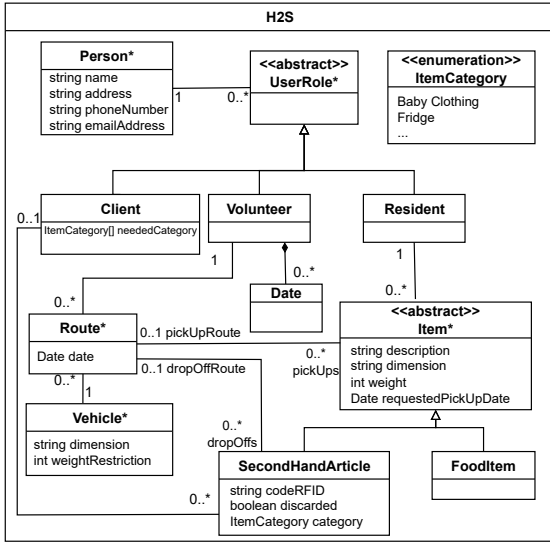 H2S
Person*
string name
string address
string phoneNumber
string emailAddress
1
0..*
<<abstract>>
UserRole*
<<enumeration>>
ItemCategory
Baby Clothing
Fridge
...
0..1
Client
ItemCategory[] neededCategory
Volunteer
Resident
1
0..*
Date
1
0..*
0..*
Route*
Date date
0..1 pickUpRoute
0..1 dropOffRoute
0..*
pickUps
<<abstract>>
Item*
string description
string dimension
int weight
Date requestedPickUpDate
0..*
1
Vehicle*
string dimension
int weightRestriction
0..*
dropOffs
0..*
SecondHandArticle
string codeRFID
boolean discarded
ItemCategory category
FoodItem